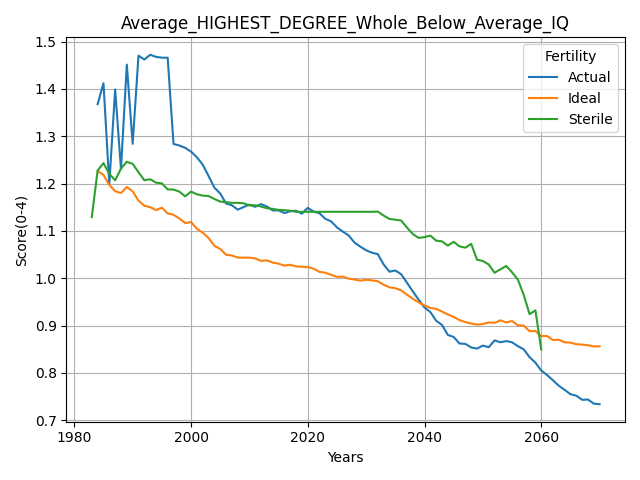 Average_HIGHEST_DEGREE_Whole_Below_Average_IQ
Score(0-4)
1.5
1.4
1.3
1.2
1.1
1.0
0.9
0.8
0.7
Fertility
Actual
Ideal
Sterile
1980 2000 2020 2040 2060
Years